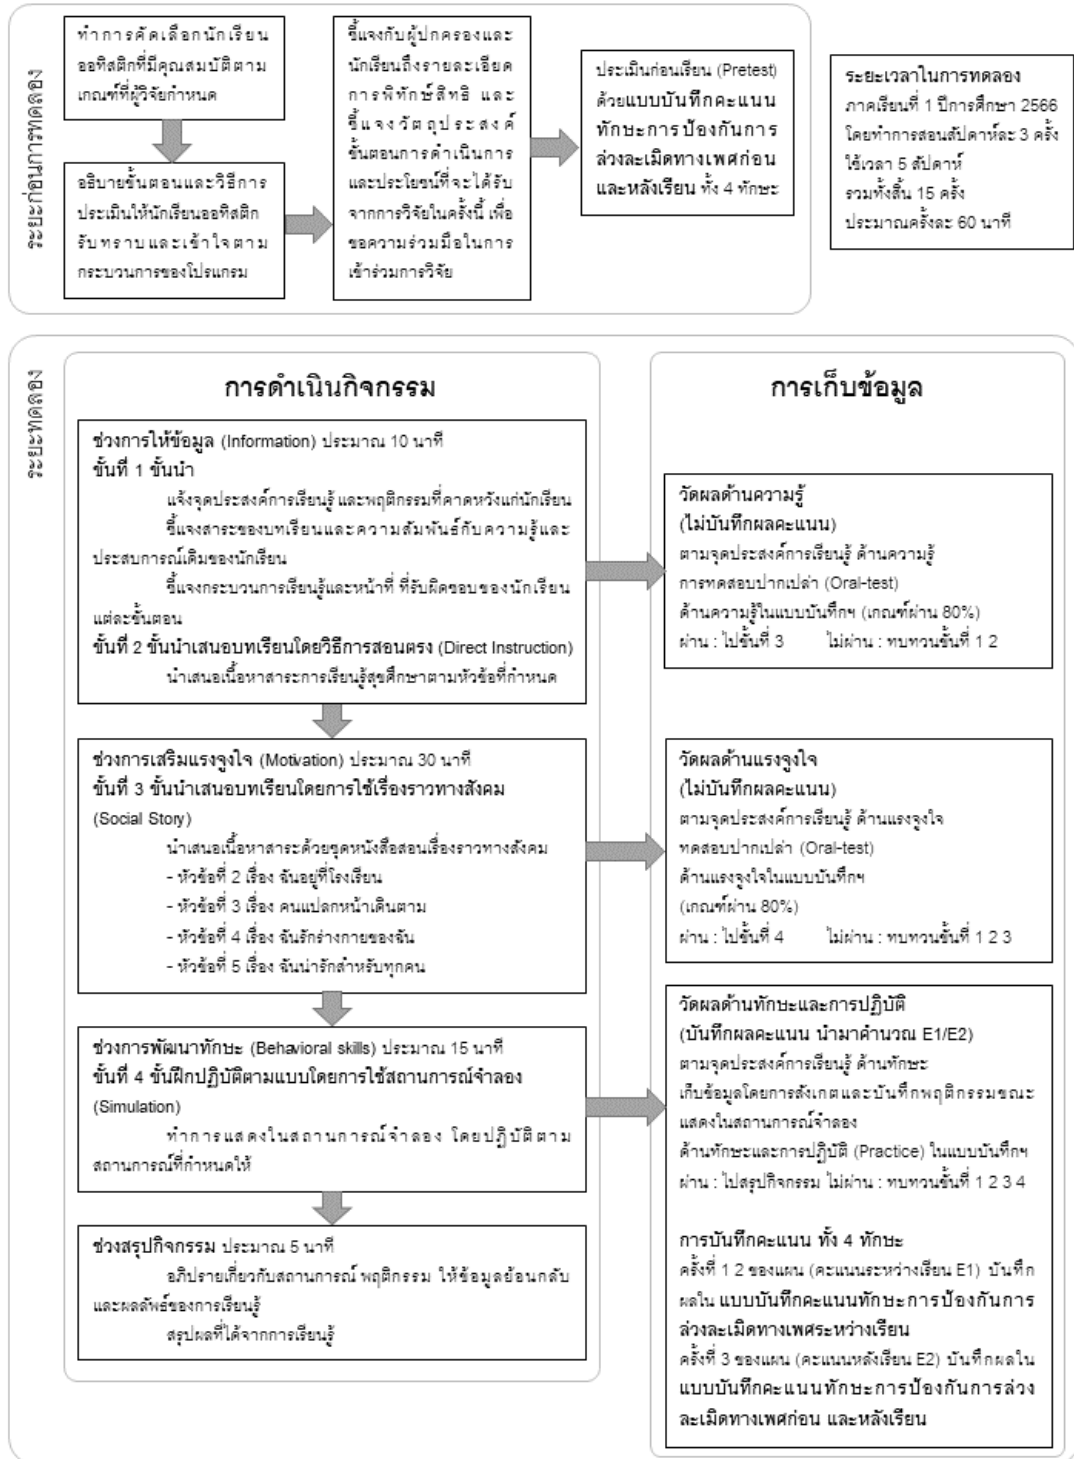 ระยะก่อนการทดลอง
ทำการคัดเลือกนักเรียน
ออทิสติกที่มีคุณสมบัติตาม
เกณฑ์ที่ผู้วิจัยกำหนด
อธิบายขั้นตอนและวิธีการ
ประเมินให้นักเรียนออทิสติก
รับทราบและเข้าใจตาม
กระบวนการของโปรแกรม
ชี้แจงกับผู้ปกครองและ
นักเรียนถึงรายละเอียด
การพิทักษ์สิทธิ และ
ชี้แจงวัตถุประสงค์
ขั้นตอนการดำเนินการ
และประโยชน์ที่จะได้รับ
จากการวิจัยในครั้งนี้ เพื่อ
ขอความร่วมมือในการ
เข้าร่วมการวิจัย
ประเมินก่อนเรียน (Pretest)
ด้วยแบบบันทึกคะแนน
ทักษะการป้องกันการ
ล่วงละเมิดทางเพศก่อน
และหลังเรียน ทั้ง 4 ทักษะ
ระยะเวลาในการทดลอง
ภาคเรียนที่ 1 ปีการศึกษา 2566
โดยทำการสอนสัปดาห์ละ 3 ครั้ง
ใช้เวลา 5 สัปดาห์
รวมทั้งสิ้น 15 ครั้ง
ประมาณครั้งละ 60 นาที
ระยะทดลอง
การดำเนินกิจกรรม
ช่วงการให้ข้อมูล (Information) ประมาณ 10 นาที
ขั้นที่ 1 ขั้นนำ
แจ้งจุดประสงค์การเรียนรู้ และพฤติกรรมที่คาดหวังแก่นักเรียน
ชี้แจงสาระของบทเรียนและความสัมพันธ์กับความรู้และ
ประสบการณ์เดิมของนักเรียน
ชี้แจงกระบวนการเรียนรู้และหน้าที่ ที่รับผิดชอบของนักเรียน
แต่ละขั้นตอน
ขั้นที่ 2 ขั้นนำเสนอบทเรียนโดยวิธีการสอนตรง (Direct Instruction)
นำเสนอเนื้อหาสาระการเรียนรู้สุขศึกษาตามหัวข้อที่กำหนด
ช่วงการเสริมแรงจูงใจ (Motivation) ประมาณ 30 นาที
ขั้นที่ 3 ขั้นนำเสนอบทเรียนโดยการใช้เรื่องราวทางสังคม
(Social Story)
นำเสนอเนื้อหาสาระด้วยชุดหนังสือสอนเรื่องราวทางสังคม
- หัวข้อที่ 2 เรื่อง ฉันอยู่ที่โรงเรียน
- หัวข้อที่ 3 เรื่อง คนแปลกหน้าเดินตาม
- หัวข้อที่ 4 เรื่อง ฉันรักร่างกายของฉัน
- หัวข้อที่ 5 เรื่อง ฉันน่ารักสำหรับทุกคน
ช่วงการพัฒนาทักษะ (Behavioral skills) ประมาณ 15 นาที
ขั้นที่ 4 ขั้นฝึกปฏิบัติตามแบบโดยการใช้สถานการณ์จำลอง
(Simulation)
ทำการแสดงในสถานการณ์จำลอง โดยปฏิบัติตาม
สถานการณ์ที่กำหนดให้
ช่วงสรุปกิจกรรม ประมาณ 5 นาที
อภิปรายเกี่ยวกับสถานการณ์ พฤติกรรม ให้ข้อมูลย้อนกลับ
และผลลัพธ์ของการเรียนรู้
สรุปผลที่ได้จากการเรียนรู้
การเก็บข้อมูล
วัดผลด้านความรู้
(ไม่บันทึกผลคะแนน)
ตามจุดประสงค์การเรียนรู้ ด้านความรู้
การทดสอบปากเปล่า (Oral-test)
ด้านความรู้ในแบบบันทึกฯ (เกณฑ์ผ่าน 80%)
ผ่าน : ไปขั้นที่ 3 ไม่ผ่าน : ทบทวนขั้นที่ 1 2
วัดผลด้านแรงจูงใจ
(ไม่บันทึกผลคะแนน)
ตามจุดประสงค์การเรียนรู้ ด้านแรงจูงใจ
ทดสอบปากเปล่า (Oral-test)
ด้านแรงจูงใจในแบบบันทึกฯ
(เกณฑ์ผ่าน 80%)
ผ่าน : ไปขั้นที่ 4 ไม่ผ่าน : ทบทวนขั้นที่ 1 2 3
วัดผลด้านทักษะและการปฏิบัติ
(บันทึกผลคะแนน นำมาคำนวณ E1/E2)
ตามจุดประสงค์การเรียนรู้ ด้านทักษะ
เก็บข้อมูลโดยการสังเกตและบันทึกพฤติกรรมขณะ
แสดงในสถานการณ์จำลอง
ด้านทักษะและการปฏิบัติ (Practice) ในแบบบันทึกฯ
ผ่าน : ไปสรุปกิจกรรม ไม่ผ่าน : ทบทวนขั้นที่ 1 2 3 4
การบันทึกคะแนน ทั้ง 4 ทักษะ
ครั้งที่ 1 2 ของแผน (คะแนนระหว่างเรียน E1) บันทึก
ผลใน แบบบันทึกคะแนนทักษะการป้องกันการ
ล่วงละเมิดทางเพศระหว่างเรียน
ครั้งที่ 3 ของแผน (คะแนนหลังเรียน E2) บันทึกผลใน
แบบบันทึกคะแนนทักษะการป้องกันการล่วง
ละเมิดทางเพศก่อน และหลังเรียน